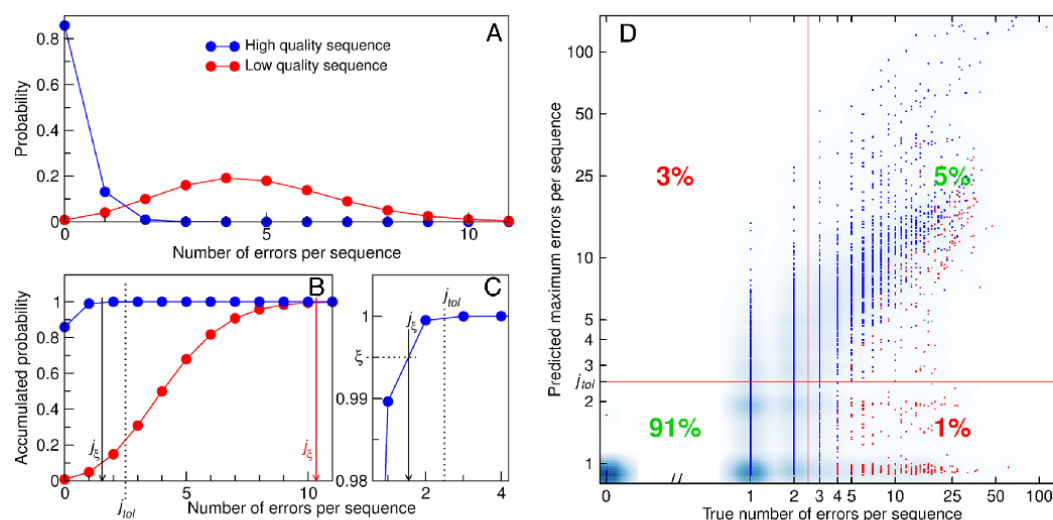 A
High quality sequence
Low quality sequence
Probability
0.8
0.6
0.4
0.2
0
0 5 10
Number of errors per sequence
B
Accumulated probability
1
0.8
0.6
0.4
0.2
0
jξ
jξ
0 5 10
jtol
Number of errors per sequence
C
jtol
jξ
1
ξ
0.99
0.98
2 4
D
Predicted maximum errors per sequence
100
50
25
10
5
4
3
jtol
2
1
3%
5%
91%
1%
0 // 1 2 3 4 5 10 25 50 100
True number of errors per sequence